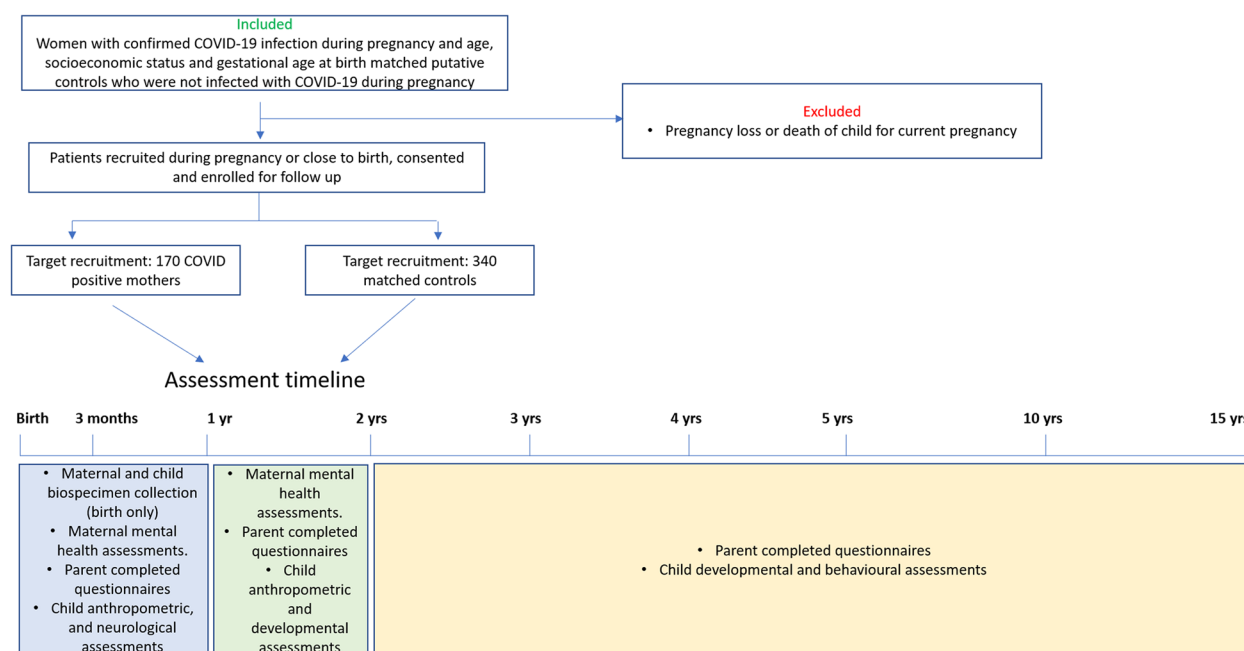 Included
Women with confirmed COVID-19 infection during pregnancy and age,
socioeconomic status and gestational age at birth matched putative
controls who were not infected with COVID-19 during pregnancy
Excluded
• Pregnancy loss or death of child for current pregnancy
Patients recruited during pregnancy or close to birth, consented
and enrolled for follow up
Target recruitment: 170 COVID
positive mothers
Target recruitment: 340
matched controls
Assessment timeline
Birth 3 months 1 yr 2 yrs 3 yrs 4 yrs 5 yrs 10 yrs 15 yrs
• Maternal and child
biospecimen collection
(birth only)
• Maternal mental
health assessments.
• Parent completed
questionnaires
• Child anthropometric,
and neurological
assessments
• Maternal mental
health
assessments.
• Parent completed
questionnaires
• Child
anthropometric
and
developmental
assessments
• Parent completed questionnaires
• Child developmental and behavioural assessments